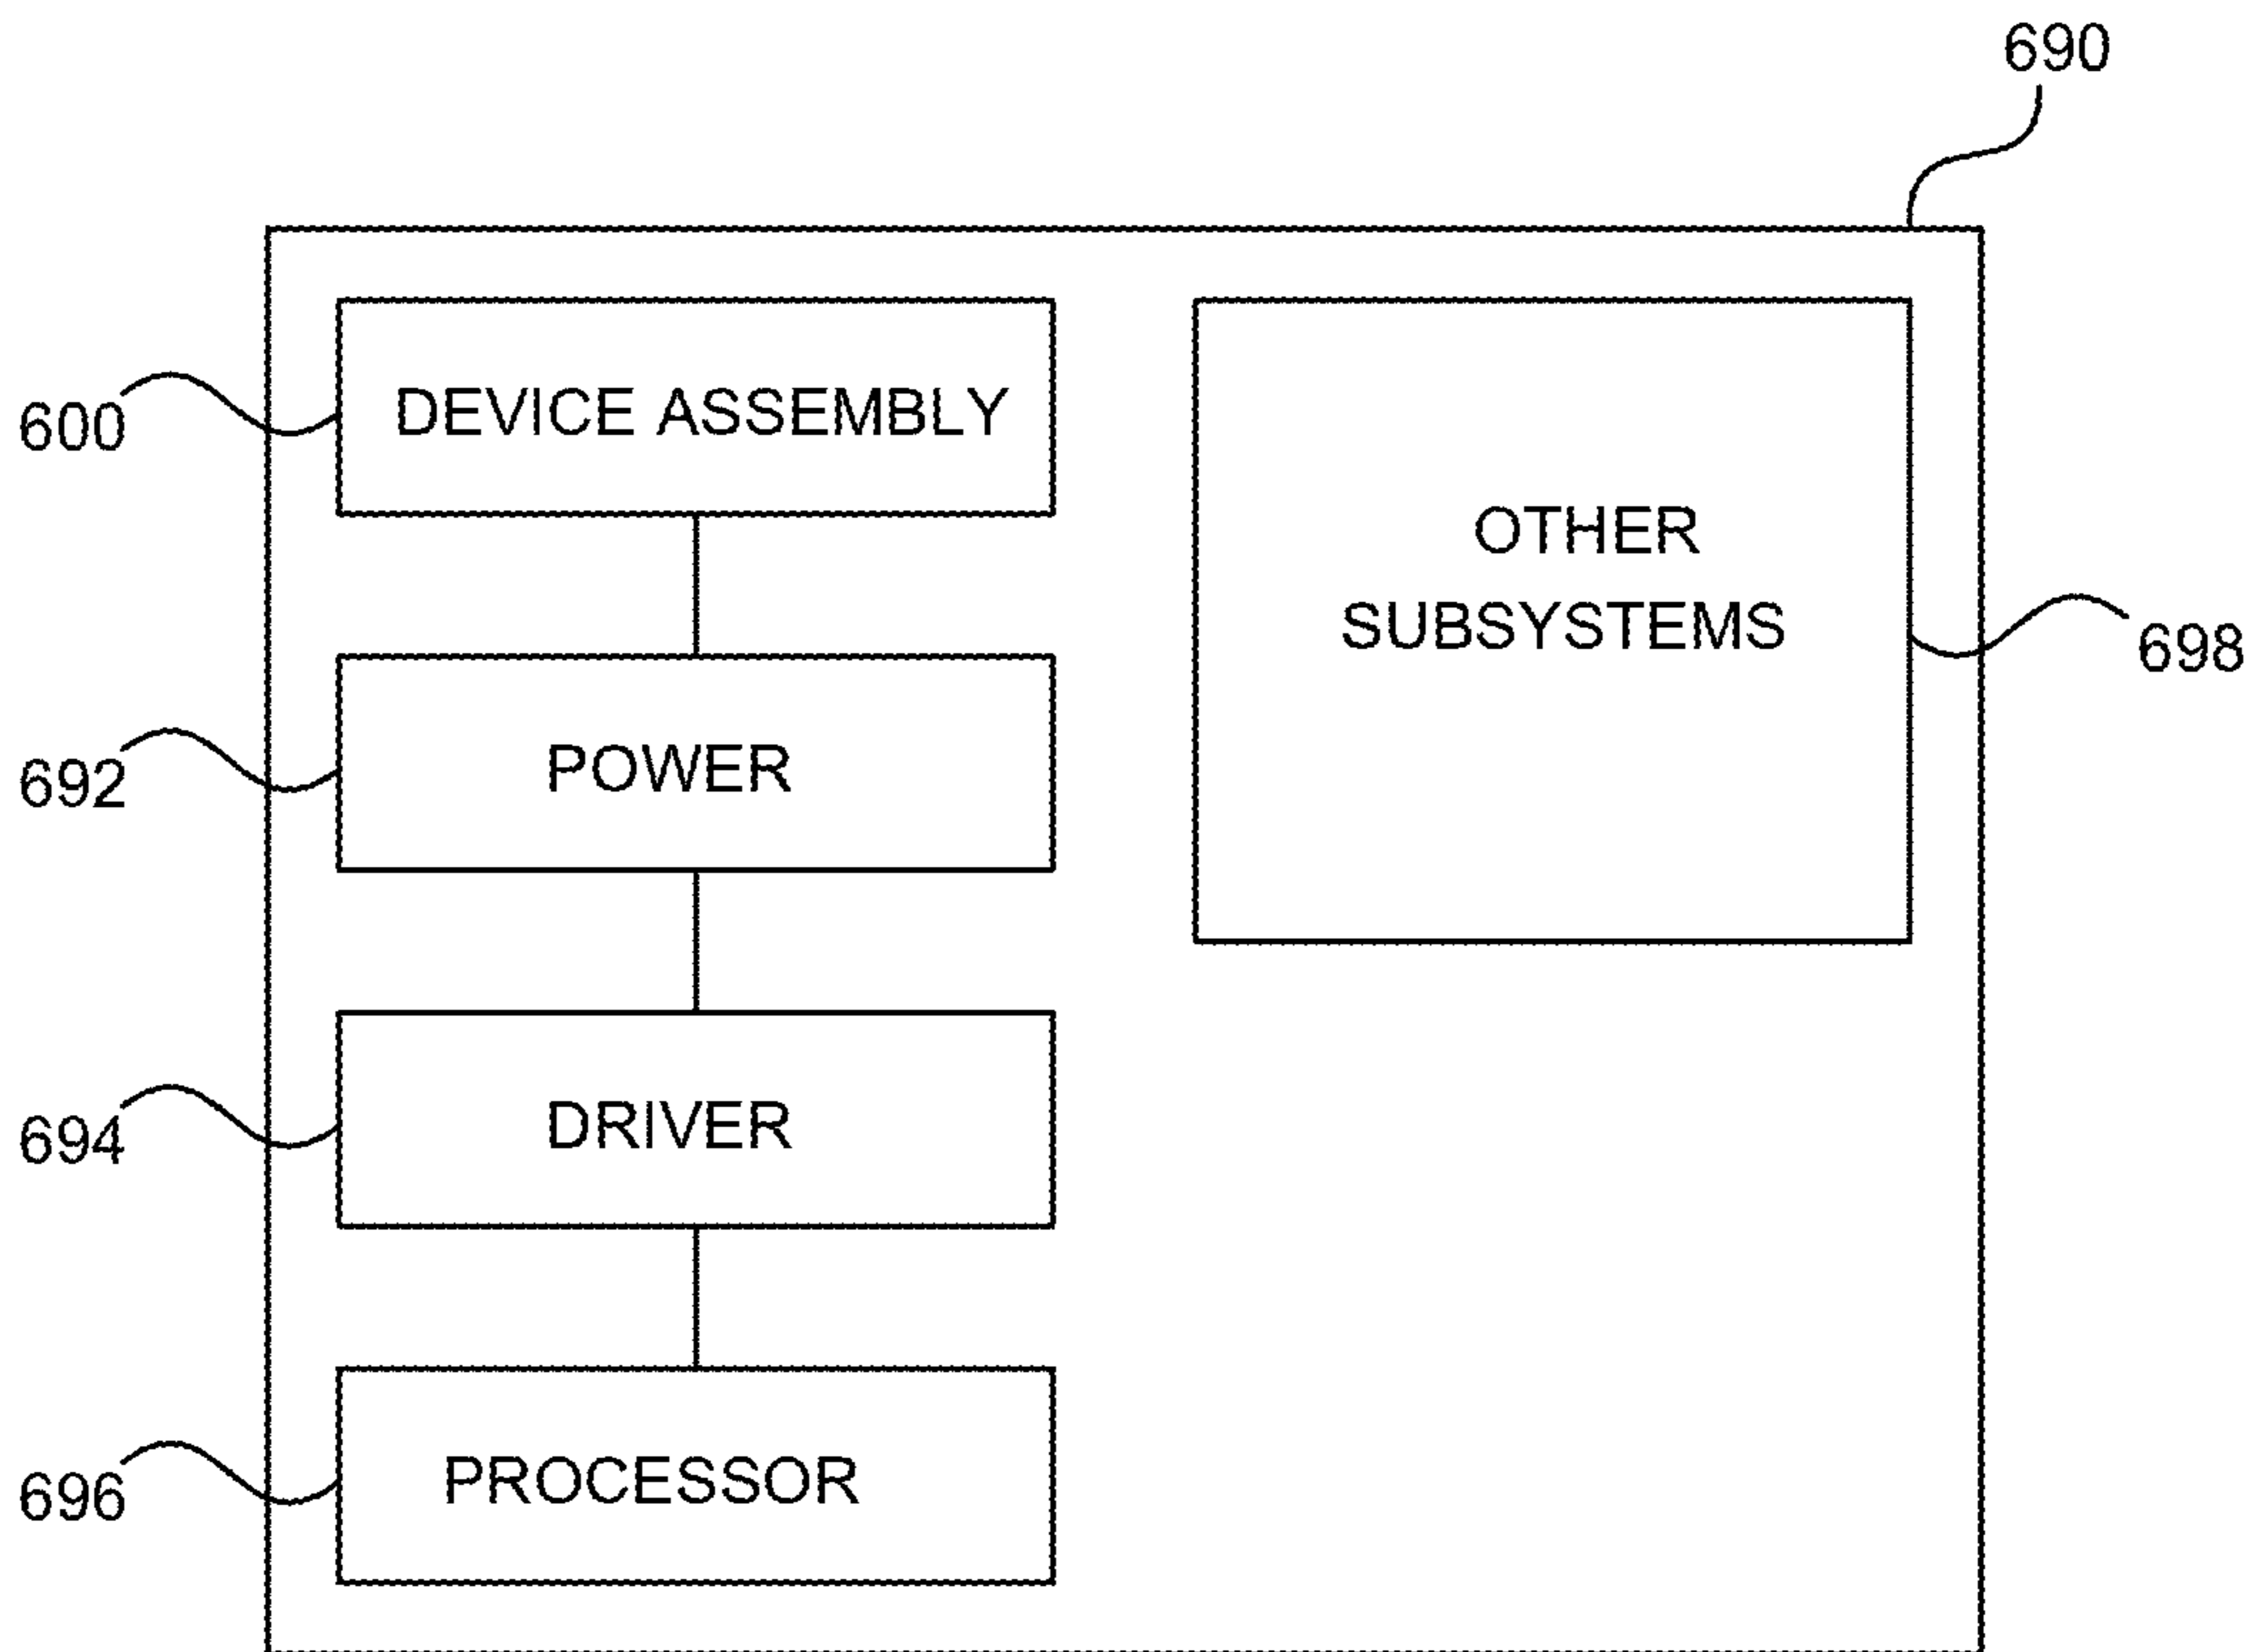 690
600
DEVICE ASSEMBLY
OTHER
SUBSYSTEMS
698
692
POWER
694
DRIVER
696
PROCESSOR